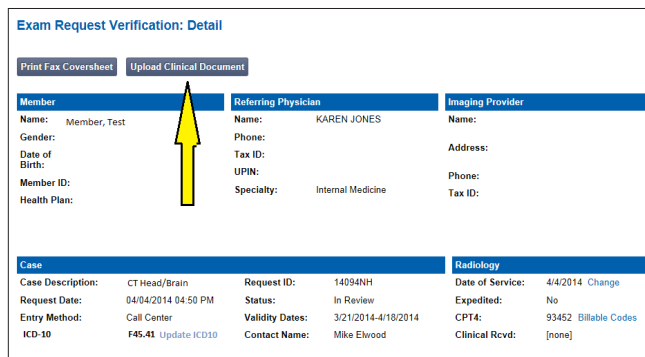 Exam Request Verification: Detail
Print Fax Coversheet Upload Clinical Document
Member Referring Physician Imaging Provider
Name: Member, Test Name: KAREN JONES Name:
Gender: Phone:
Address:
Date of Birth: Tax ID:
UPIN:
Phone:
Member ID:
Specialty: Internal Medicine
Tax ID:
Health Plan:
Case Radiology
Case Description: CT Head/Brain Request ID: 14094NH Date of Service: 4/4/2014 Change
Request Date: 04/04/2014 04:50 PM Status: In Review Expedited: No
Entry Method: Call Center Validity Dates: 3/21/2014-4/18/2014 CPT4: 93452 Billable Codes
ICD-10 F45.41 Update ICD10 Contact Name: Mike Elwood Clinical Rcvd: [none]